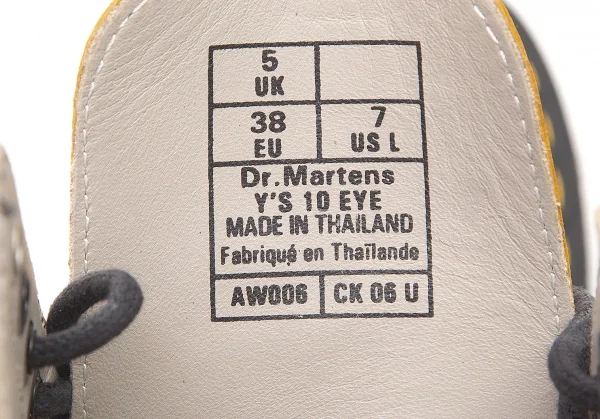 5
UK
38
EU
7
US L
Dr.Martens
Y'S 10 EYE
MADE IN THAILAND
Fabriqué en Thaïlande
AW006
CK 06 U